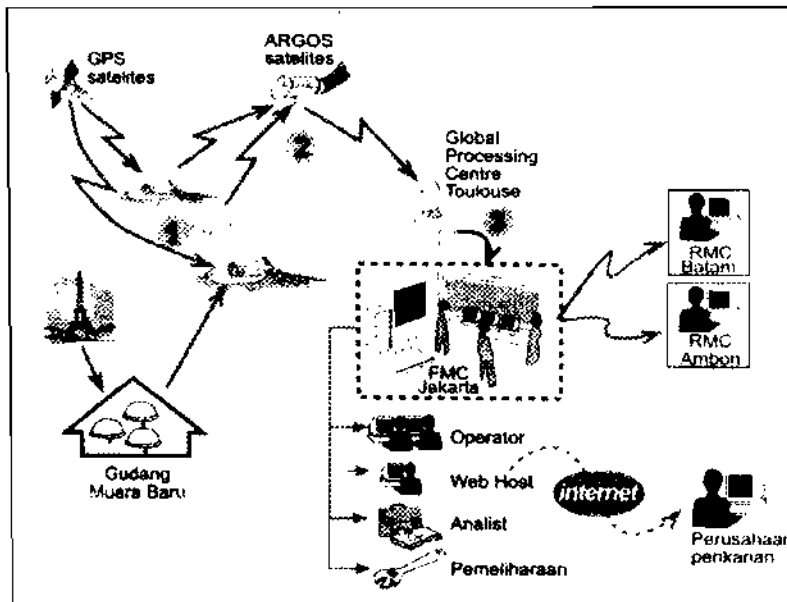 GPS
satelites
ARGOS
satelites
2
Global
Processing
Centre
Toulouse
1
3
RMC
Batam
RMC
Ambon
FMC
Jakarta
Gudang
Muara Baru
Operator
Web Host
internet
Analist
Pemeliharaan
Perusahaan
perikanan